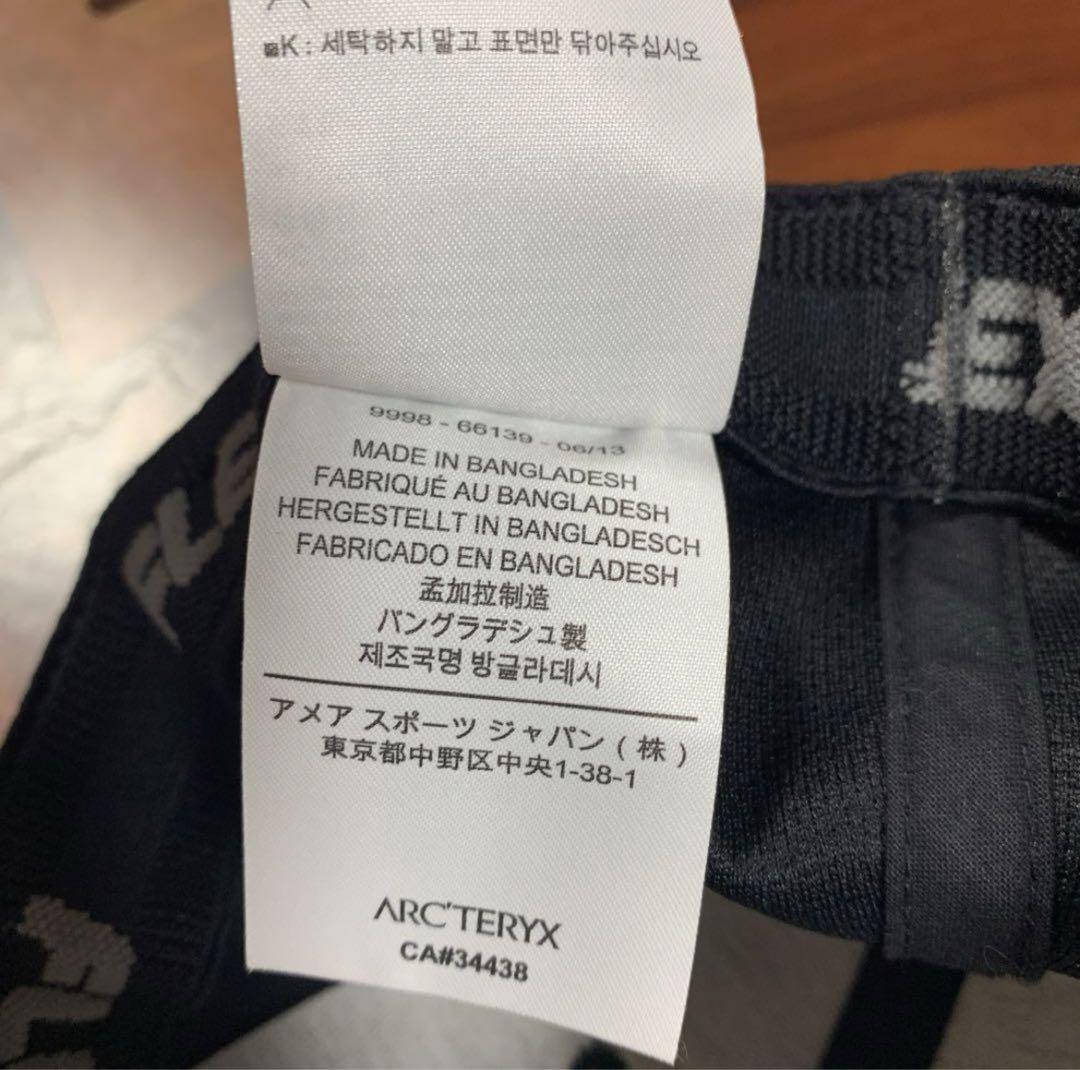 K : 세탁하지 말고 표면만 닦아주십시오
9998 - 66139 - 06/13
MADE IN BANGLADESH
FABRIQUÉ AU BANGLADESH
HERGESTELLT IN BANGLADESCH
FABRICADO EN BANGLADESH
孟加拉制造
バングラデシュ製
제조국명 방글라데시
アメア スポーツ ジャパン ( 株 )
東京都中野区中央1-38-1
ARC'TERYX
CA#34438
FLE
EX